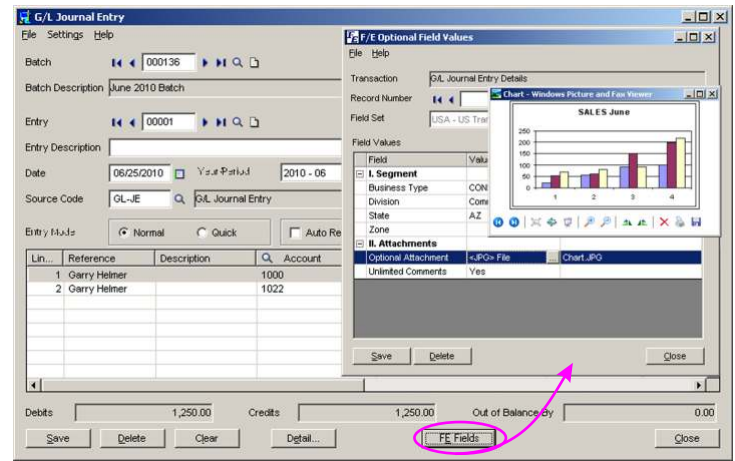 G/L Journal Entry
File Settings Help
Batch 000136
Batch Description June 2010 Batch
Entry 00001
Entry Description
Date 06/25/2010 Year-Period 2010 - 06
Source Code GL-JE G/L Journal Entry
Entry Mode Normal Quick Auto Re
Lin... Reference Description Account
1 Garry Helmer 1000
2 Garry Helmer 1022
Debits 1,250.00 Credits 1,250.00 Out of Balance By 0.00
Save Delete Clear Detail... FE Fields Close
F/E Optional Field Values
File Help
Transaction G/L Journal Entry Details
Record Number
Field Set USA - US Tran
Field Values
Field Valu
I. Segment
Business Type CON
Division Com
State AZ
Zone
II. Attachments
Optional Attachment <JPG> File ... Chart.JPG
Unlimited Comments Yes
Save Delete Close
Chart - Windows Picture and Fax Viewer
SALES June
250
200
150
100
50
0
1 2 3 4